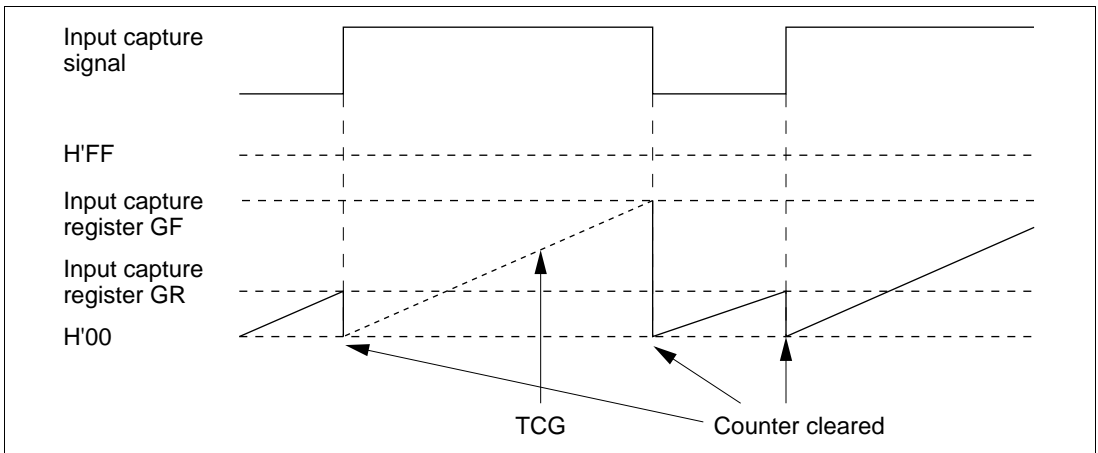 Input capture
signal
H'FF
Input capture
register GF
Input capture
register GR
H'00
TCG
Counter cleared